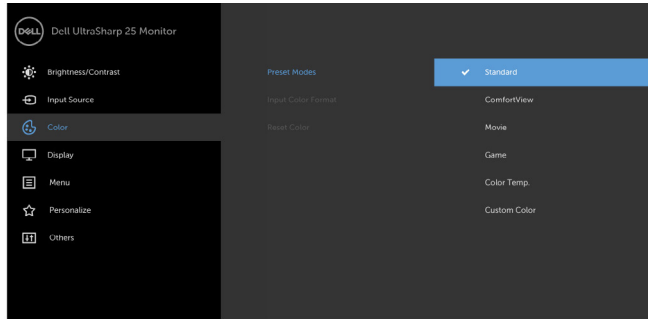 DELL Dell UltraSharp 25 Monitor
Brightness/Contrast
Input Source
Color
Display
Menu
Personalize
Others
Preset Modes
Input Color Format
Reset Color
Standard
ComfortView
Movie
Game
Color Temp.
Custom Color